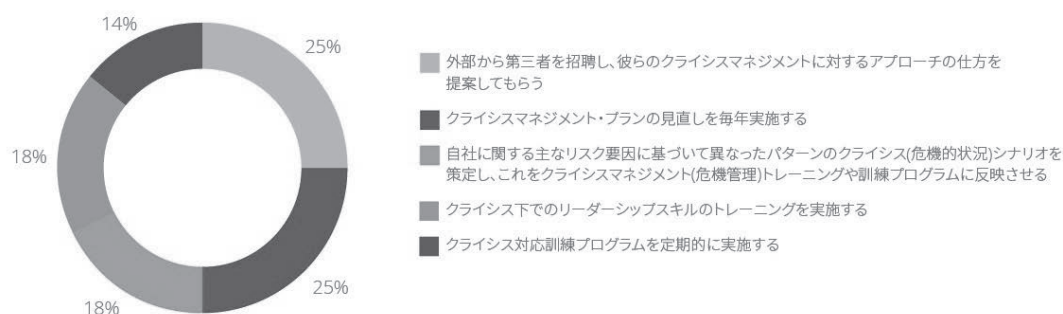 14%
25%
18%
18%
25%
外部から第三者を招聘し、彼らのクライシスマネジメントに対するアプローチの仕方を
提案してもらう
クライシスマネジメント・プランの見直しを毎年実施する
自社に関する主なリスク要因に基づいて異なったパターンのクライシス(危機的状況)シナリオを
策定し、これをクライシスマネジメント(危機管理)トレーニングや訓練プログラムに反映させる
クライシス下でのリーダーシップスキルのトレーニングを実施する
クライシス対応訓練プログラムを定期的に実施する